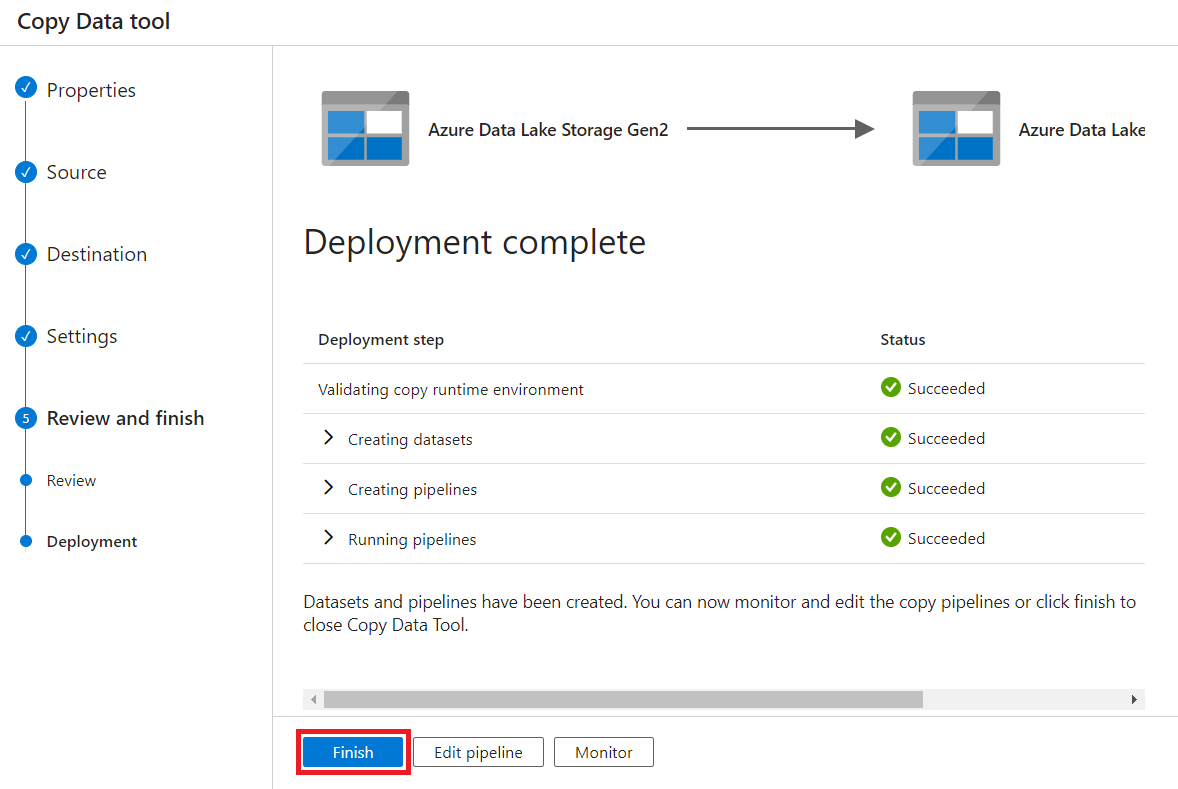 Copy Data tool
Properties
Source
Destination
Settings
5 Review and finish
Review
Deployment
Azure Data Lake Storage Gen2
Azure Data Lake
Deployment complete
Deployment step Status
Validating copy runtime environment Succeeded
Creating datasets Succeeded
Creating pipelines Succeeded
Running pipelines Succeeded
Datasets and pipelines have been created. You can now monitor and edit the copy pipelines or click finish to
close Copy Data Tool.
Finish Edit pipeline Monitor